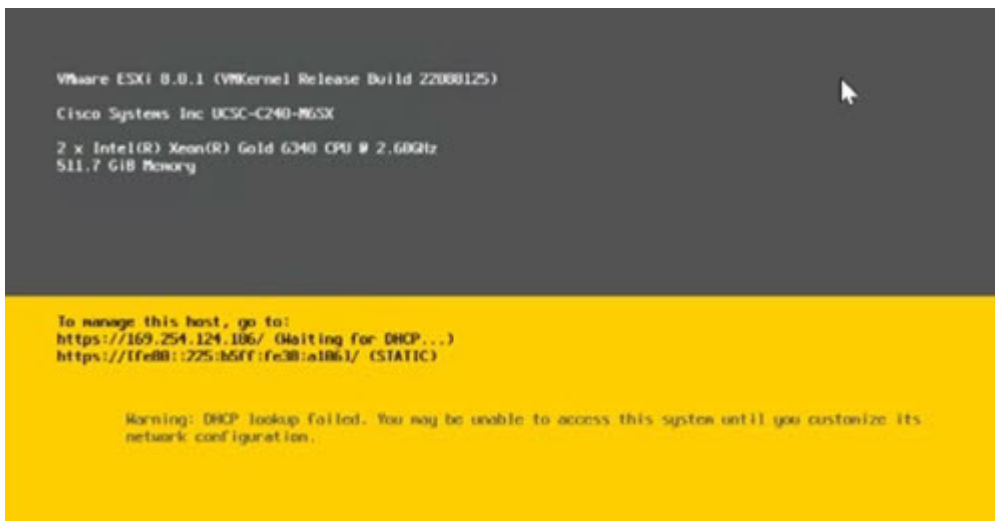 VMware ESXi 8.0.1 (VMKernel Release Build 22088125)
Cisco Systems Inc UCSC-C240-M6SX
2 x Intel(R) Xeon(R) Gold 6348 CPU @ 2.60GHz
511.7 GiB Memory
To manage this host, go to:
https://169.254.124.186/ (Waiting for DHCP...)
https://[fe80::225:b5ff:fe38:a186]/ (STATIC)
Warning: DHCP lookup failed. You may be unable to access this system until you customize its
network configuration.